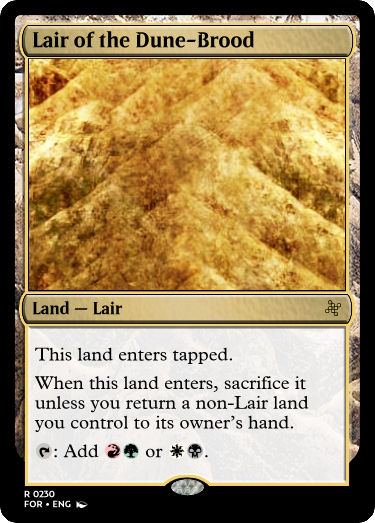 Lair of the Dune-Brood
Land — Lair
This land enters tapped.
When this land enters, sacrifice it
unless you return a non-Lair land
you control to its owner's hand.
: Add or .
R 0230
FOR • ENG